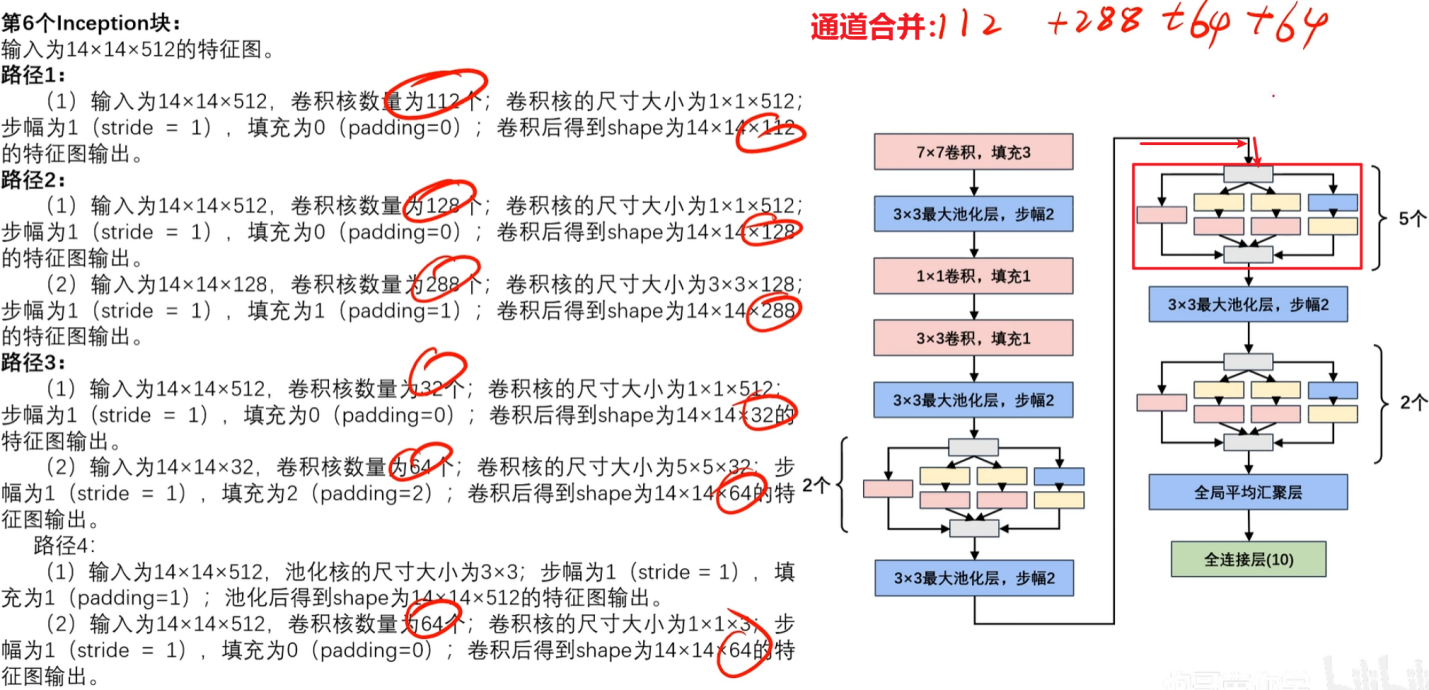 第6个Inception块：
输入为14×14×512的特征图。
路径1：
（1）输入为14×14×512，卷积核数量为112个；卷积核的尺寸大小为1×1×512；
步幅为1（stride = 1），填充为0（padding=0）；卷积后得到shape为14×14×112
的特征图输出。
路径2：
（1）输入为14×14×512，卷积核数量为128个；卷积核的尺寸大小为1×1×512；
步幅为1（stride = 1），填充为0（padding=0）；卷积后得到shape为14×14×128
的特征图输出。
（2）输入为14×14×128，卷积核数量为288个；卷积核的尺寸大小为3×3×128；
步幅为1（stride = 1），填充为1（padding=1）；卷积后得到shape为14×14×288
的特征图输出。
路径3：
（1）输入为14×14×512，卷积核数量为32个；卷积核的尺寸大小为1×1×512；
步幅为1（stride = 1），填充为0（padding=0）；卷积后得到shape为14×14×32的
特征图输出。
（2）输入为14×14×32，卷积核数量为64个；卷积核的尺寸大小为5×5×32；步
幅为1（stride = 1），填充为2（padding=2）；卷积后得到shape为14×14×64的特
征图输出。
路径4：
（1）输入为14×14×512，池化核的尺寸大小为3×3；步幅为1（stride = 1），填
充为1（padding=1）；池化后得到shape为14×14×512的特征图输出。
（2）输入为14×14×512，卷积核数量为64个；卷积核的尺寸大小为1×1×3；步
幅为1（stride = 1），填充为0（padding=0）；卷积后得到shape为14×14×64的特
征图输出。
通道合并:112 +288 +64 +64
7×7卷积，填充3
3×3最大池化层，步幅2
1×1卷积，填充1
3×3卷积，填充1
3×3最大池化层，步幅2
2个
3×3最大池化层，步幅2
5个
3×3最大池化层，步幅2
2个
全局平均汇聚层
全连接层(10)